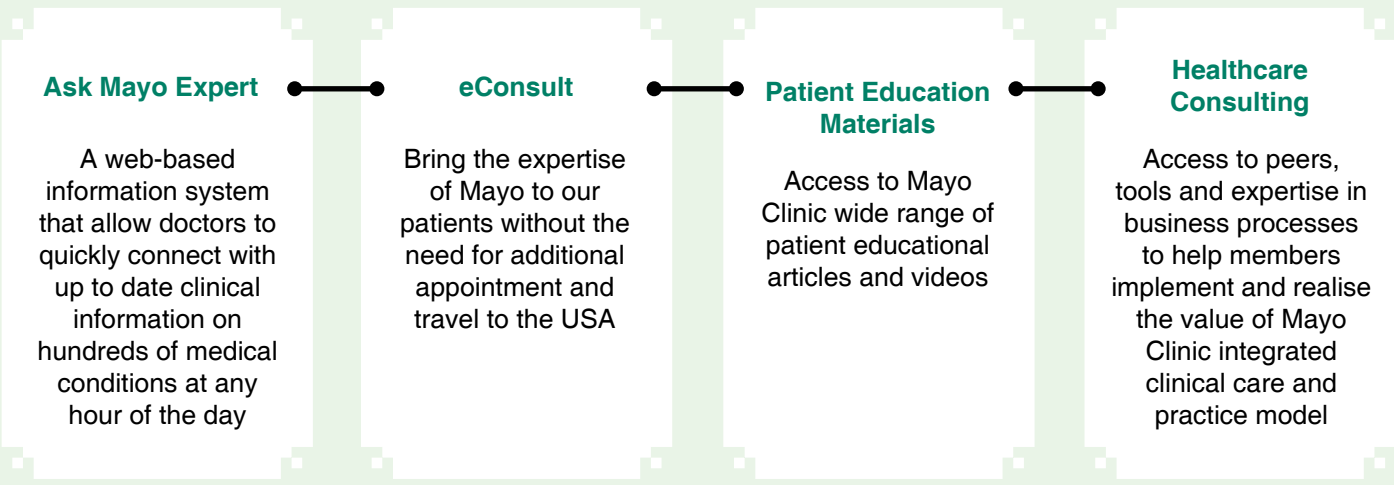 Ask Mayo Expert
A web-based
information system
that allow doctors to
quickly connect with
up to date clinical
information on
hundreds of medical
conditions at any
hour of the day
eConsult
Bring the expertise
of Mayo to our
patients without the
need for additional
appointment and
travel to the USA
Patient Education
Materials
Access to Mayo
Clinic wide range of
patient educational
articles and videos
Healthcare
Consulting
Access to peers,
tools and expertise in
business processes
to help members
implement and realise
the value of Mayo
Clinic integrated
clinical care and
practice model